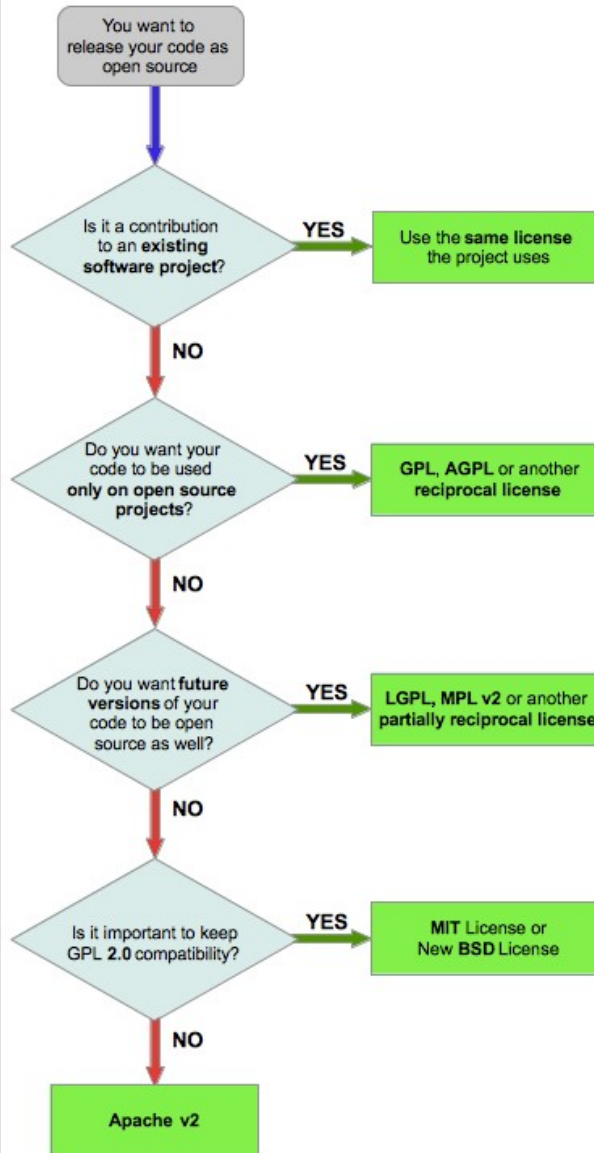 You want to
release your code as
open source
Is it a contribution
to an existing
software project?
YES
Use the same license
the project uses
NO
Do you want your
code to be used
only on open source
projects?
YES
GPL, AGPL or another
reciprocal license
NO
Do you want future
versions of your
code to be open
source as well?
YES
LGPL, MPL v2 or another
partially reciprocal license
NO
Is it important to keep
GPL 2.0 compatibility?
YES
MIT License or
New BSD License
NO
Apache v2